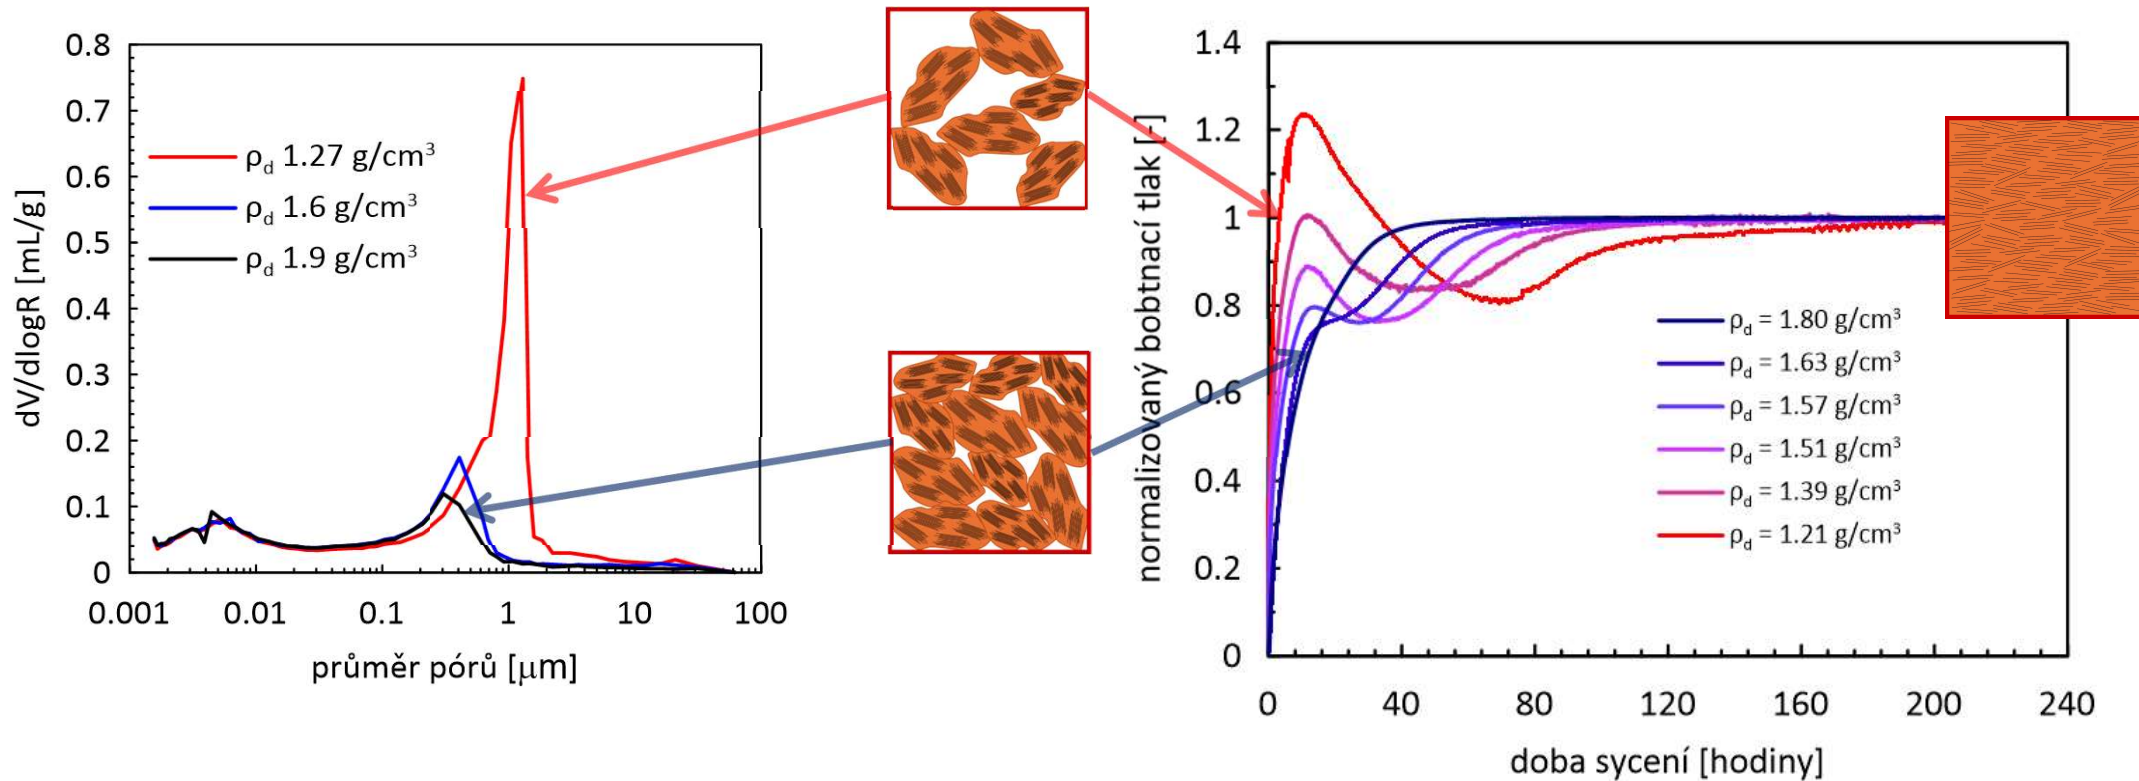 dV/dlogR [mL/g]
0.8
0.7
0.6
0.5
0.4
0.3
0.2
0.1
0
ρd 1.27 g/cm³
ρd 1.6 g/cm³
ρd 1.9 g/cm³
0.001 0.01 0.1 1 10 100
průměr pórů [μm]
normalizovaný bobtnací tlak [-]
1.4
1.2
1
0.8
0.6
0.4
0.2
0
ρd = 1.80 g/cm³
ρd = 1.63 g/cm³
ρd = 1.57 g/cm³
ρd = 1.51 g/cm³
ρd = 1.39 g/cm³
ρd = 1.21 g/cm³
0 40 80 120 160 200 240
doba sycení [hodiny]